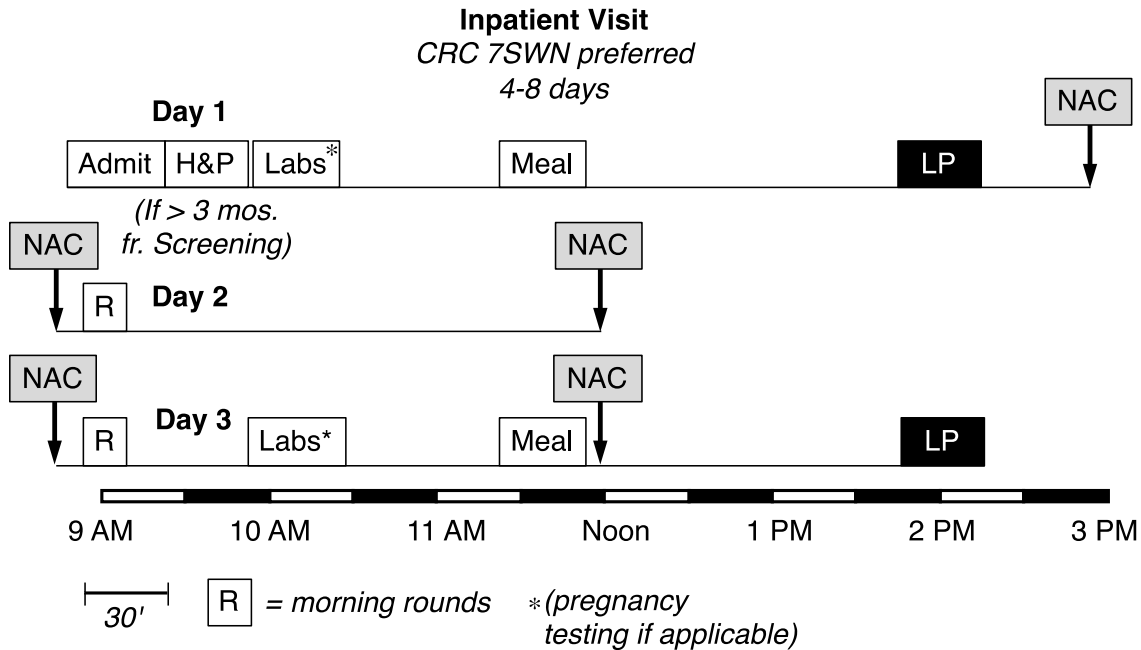 Inpatient Visit
CRC 7SWN preferred
4-8 days
NAC
Day 1
Admit H&P Labs* Meal LP
(If > 3 mos.
fr. Screening)
NAC NAC
R Day 2
NAC NAC
R Day 3 Labs* Meal LP
9 AM 10 AM 11 AM Noon 1 PM 2 PM 3 PM
30'
R = morning rounds
*(pregnancy
testing if applicable)